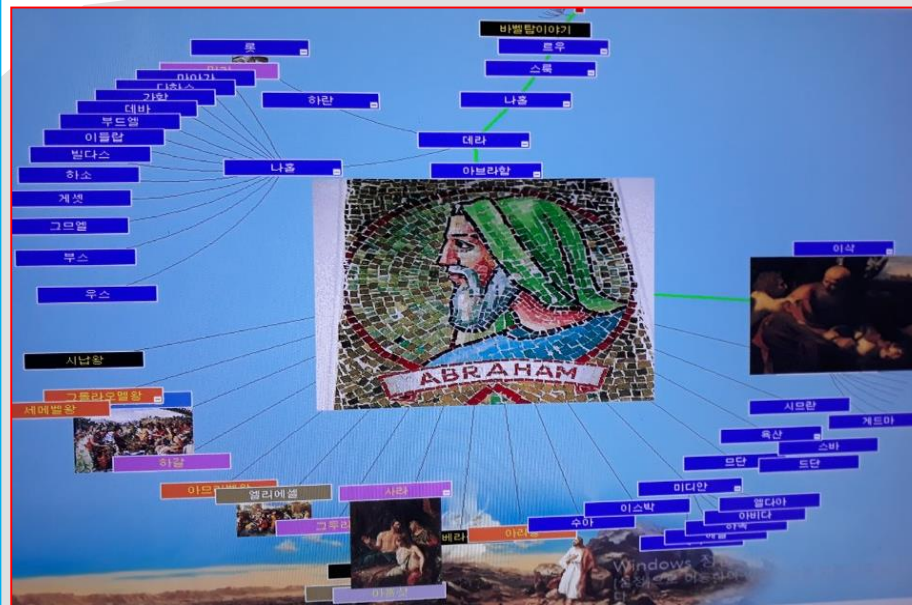 바벨탑이야기
롯
르우
스룩
마아가
다하스
가함
하란
나홀
데바
부드엘
이들랍
데라
빌다스
나홀
아브라함
하소
게셋
그므엘
부스
이삭
우스
ABRAHAM
시납왕
그돌라오멜왕
세메벨왕
시므란
게드마
욕산
스바
하갈
므단
드단
미디안
엘리에셀
사라
엘다아
이스박
아비다
수아
Windows